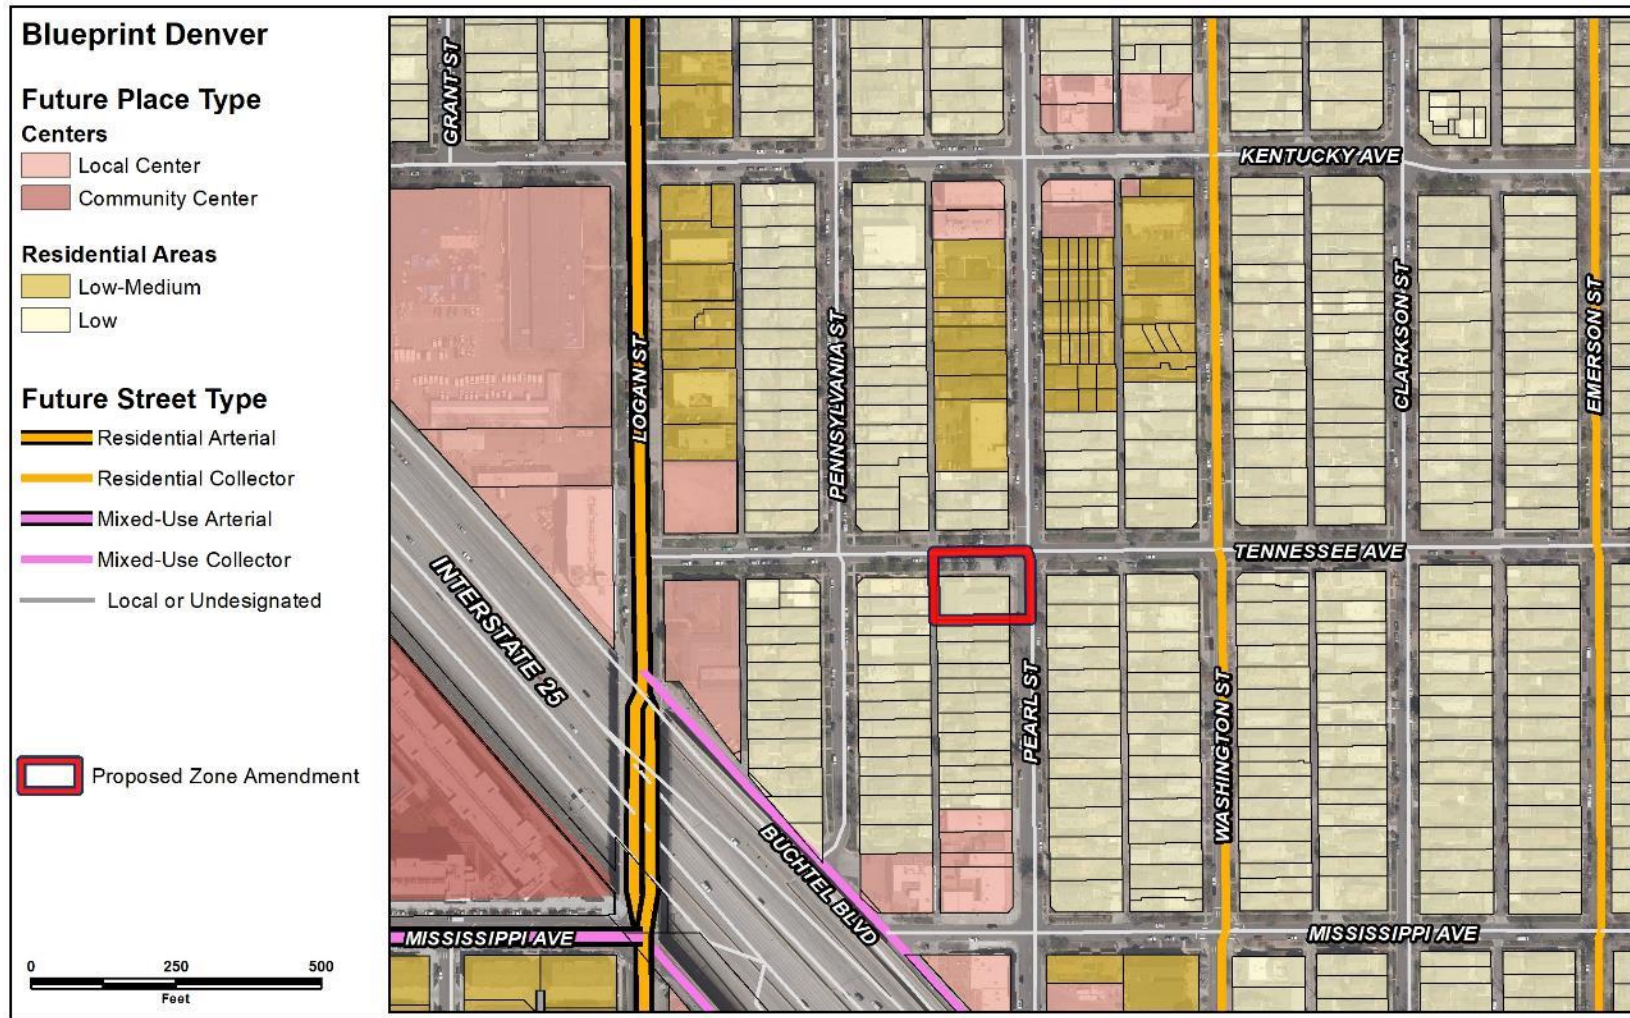 Blueprint Denver
Future Place Type
Centers
Local Center
Community Center
Residential Areas
Low-Medium
Low
Future Street Type
Residential Arterial
Residential Collector
Mixed-Use Arterial
Mixed-Use Collector
Local or Undesignated
Proposed Zone Amendment
0 250 500
Feet
GRANT ST
KENTUCKY AVE
LOGAN ST
PENNSYLVANIA ST
CLARKSON ST
EMERSON ST
TENNESSEE AVE
INTERSTATE 25
PEARL ST
WASHINGTON ST
BUCHTEL BLVD
MISSISSIPPI AVE
MISSISSIPPI AVE